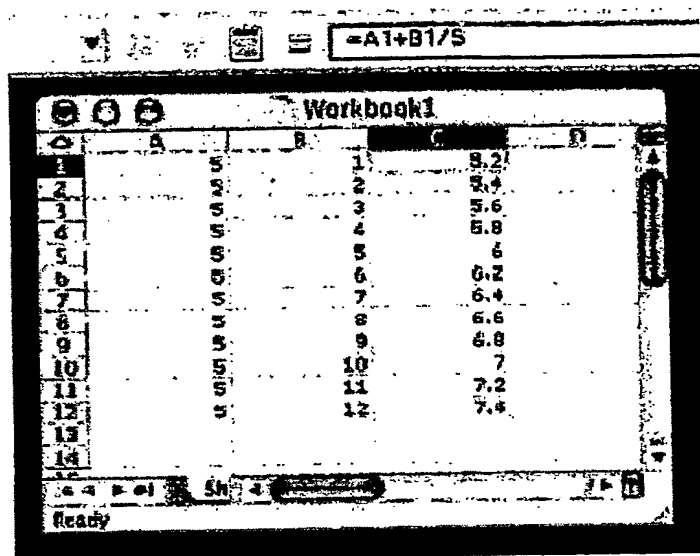 =A1+B1/5
Workbook1
A B C D
1 5 1 5.2
2 5 2 5.4
3 5 3 5.6
4 5 4 5.8
5 5 5 6
6 5 6 6.2
7 5 7 6.4
8 5 8 6.6
9 5 9 6.8
10 5 10 7
11 5 11 7.2
12 5 12 7.4
13
14
Sh
Ready